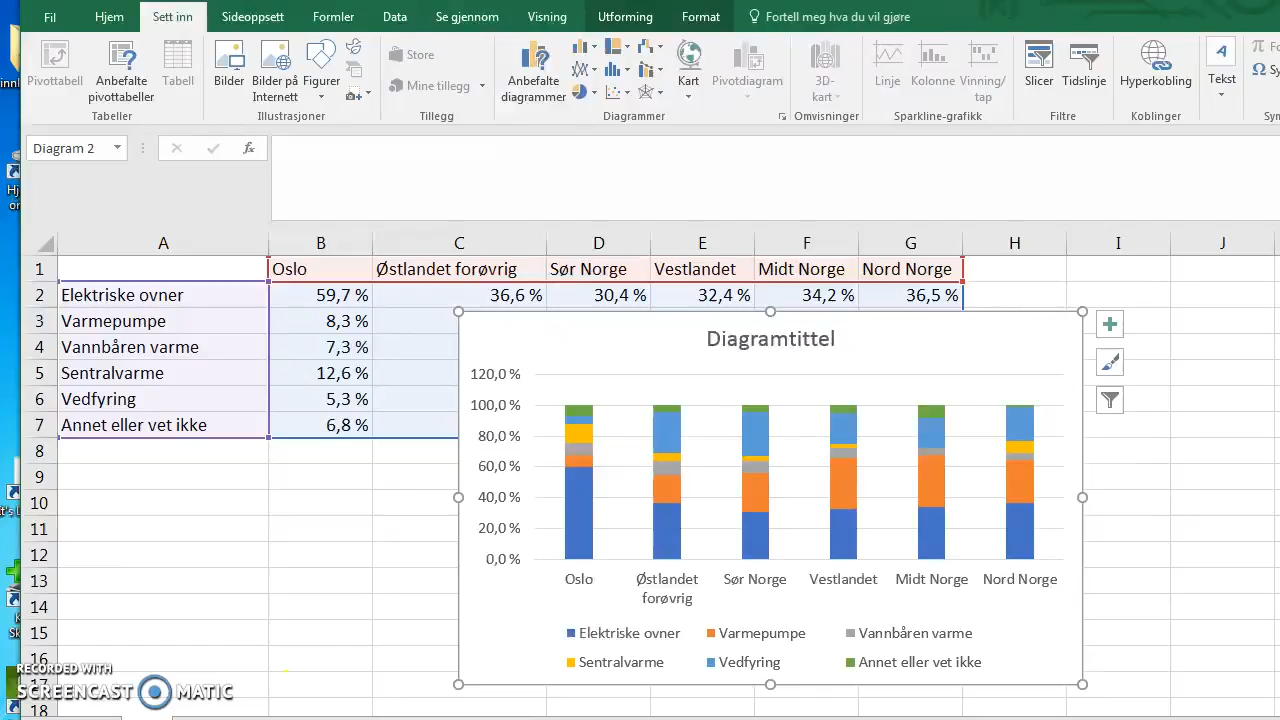 Fil Hjem Sett inn Sideoppsett Formler Data Se gjennom Visning Utforming Format Fortell meg hva du vil gjøre
Pivottabell Anbefalte pivottabeller Tabell Bilder Bilder på Internett Figurer Store Mine tillegg Anbefalte diagrammer Kart Pivotdiagram 3D-kart Linje Kolonne Vinning/tap Slicer Tidslinje Hyperkobling Tekst
Tabeller Illustrasjoner Tillegg Diagrammer Omvisninger Sparkline-grafikk Filtre Koblinger
Diagram 2 fx
A B C D E F G H I J
1 Oslo Østlandet forøvrig Sør Norge Vestlandet Midt Norge Nord Norge
2 Elektriske ovner 59,7 % 36,6 % 30,4 % 32,4 % 34,2 % 36,5 %
3 Varmepumpe 8,3 %
4 Vannbåren varme 7,3 %
5 Sentralvarme 12,6 %
6 Vedfyring 5,3 %
7 Annet eller vet ikke 6,8 %
8
9
10
11
12
13
14
15
16
17
18
Diagramtittel
120,0 %
100,0 %
80,0 %
60,0 %
40,0 %
20,0 %
0,0 %
Oslo Østlandet forøvrig Sør Norge Vestlandet Midt Norge Nord Norge
Elektriske ovner Varmepumpe Vannbåren varme
Sentralvarme Vedfyring Annet eller vet ikke
RECORDED WITH
SCREENCAST MATIC